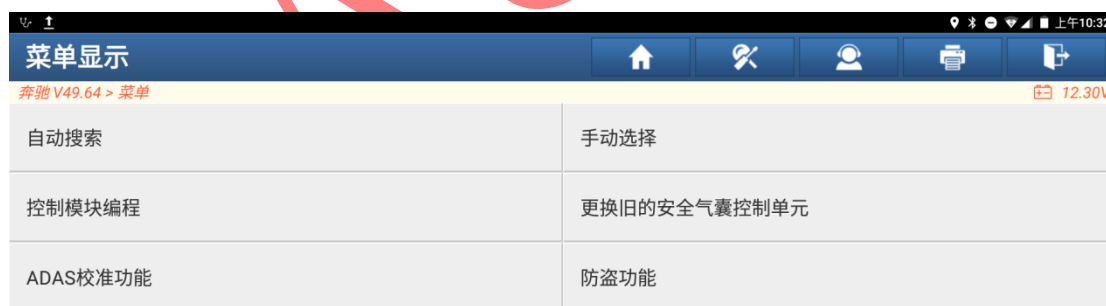 上午10:32
菜单显示
奔驰 V49.64 > 菜单
12.30V
自动搜索
手动选择
控制模块编程
更换旧的安全气囊控制单元
ADAS校准功能
防盗功能